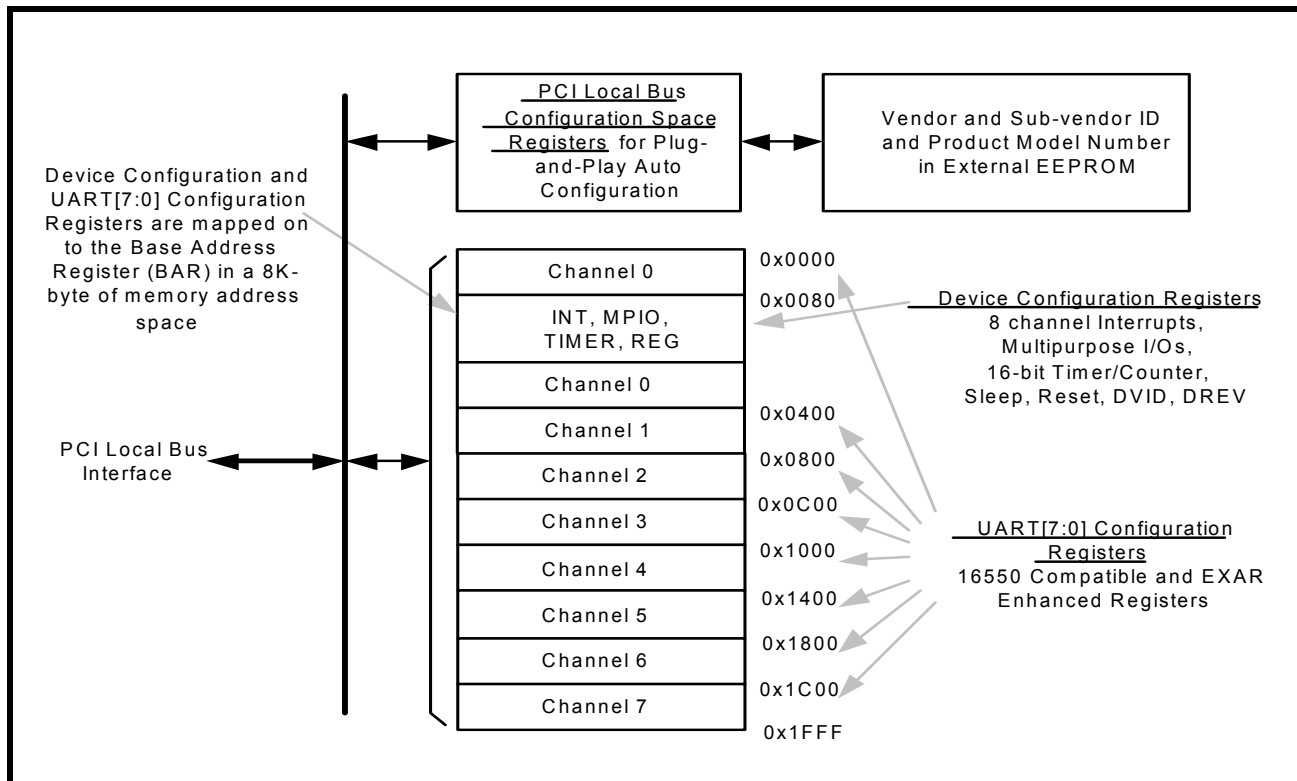 PCI Local Bus
Configuration Space
Registers for Plug-
and-Play Auto
Configuration
Vendor and Sub-vendor ID
and Product Model Number
in External EEPROM
Device Configuration and
UART[7:0] Configuration
Registers are mapped on
to the Base Address
Register (BAR) in a 8K-
byte of memory address
space
PCI Local Bus
Interface
Channel 0
INT, MPIO,
TIMER, REG
Channel 0
Channel 1
Channel 2
Channel 3
Channel 4
Channel 5
Channel 6
Channel 7
0x0000
0x0080
0x0400
0x0800
0x0C00
0x1000
0x1400
0x1800
0x1C00
0x1FFF
Device Configuration Registers
8 channel Interrupts,
Multipurpose I/Os,
16-bit Timer/Counter,
Sleep, Reset, DVID, DREV
UART[7:0] Configuration
Registers
16550 Compatible and EXAR
Enhanced Registers